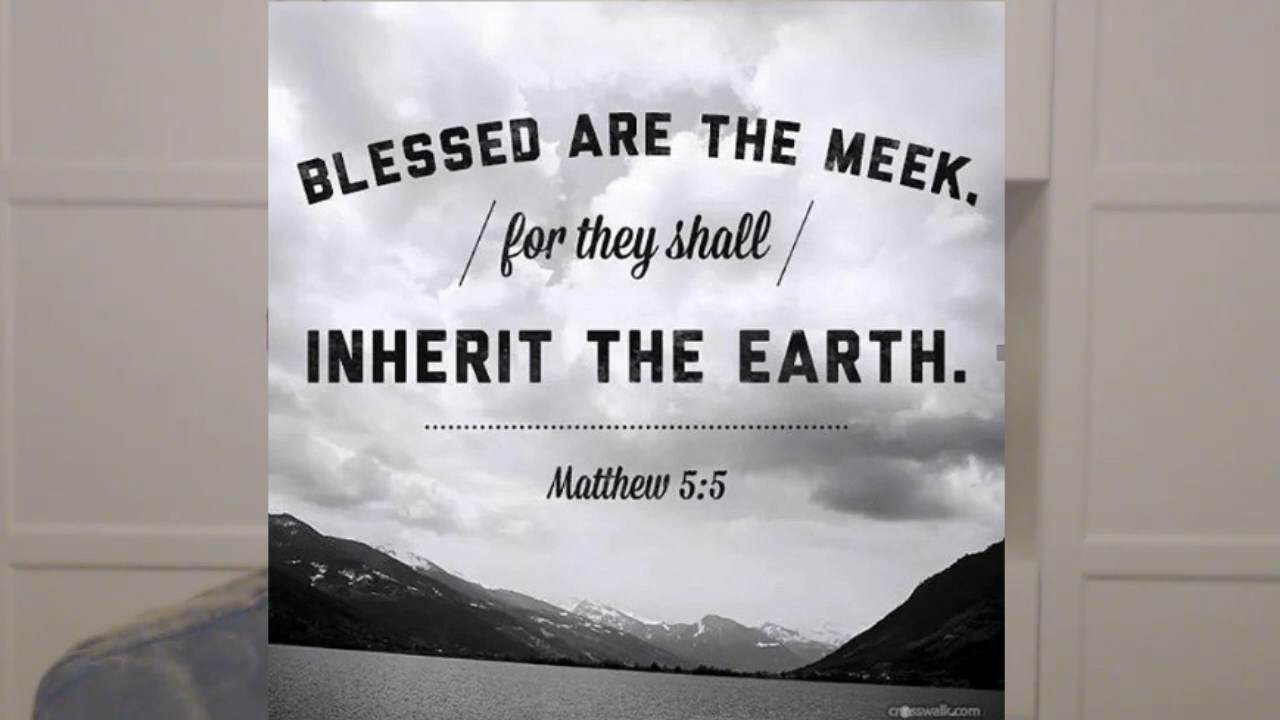 BLESSED ARE THE MEEK.
/ for they shall /
INHERIT THE EARTH.
Matthew 5:5
crosswalk.com